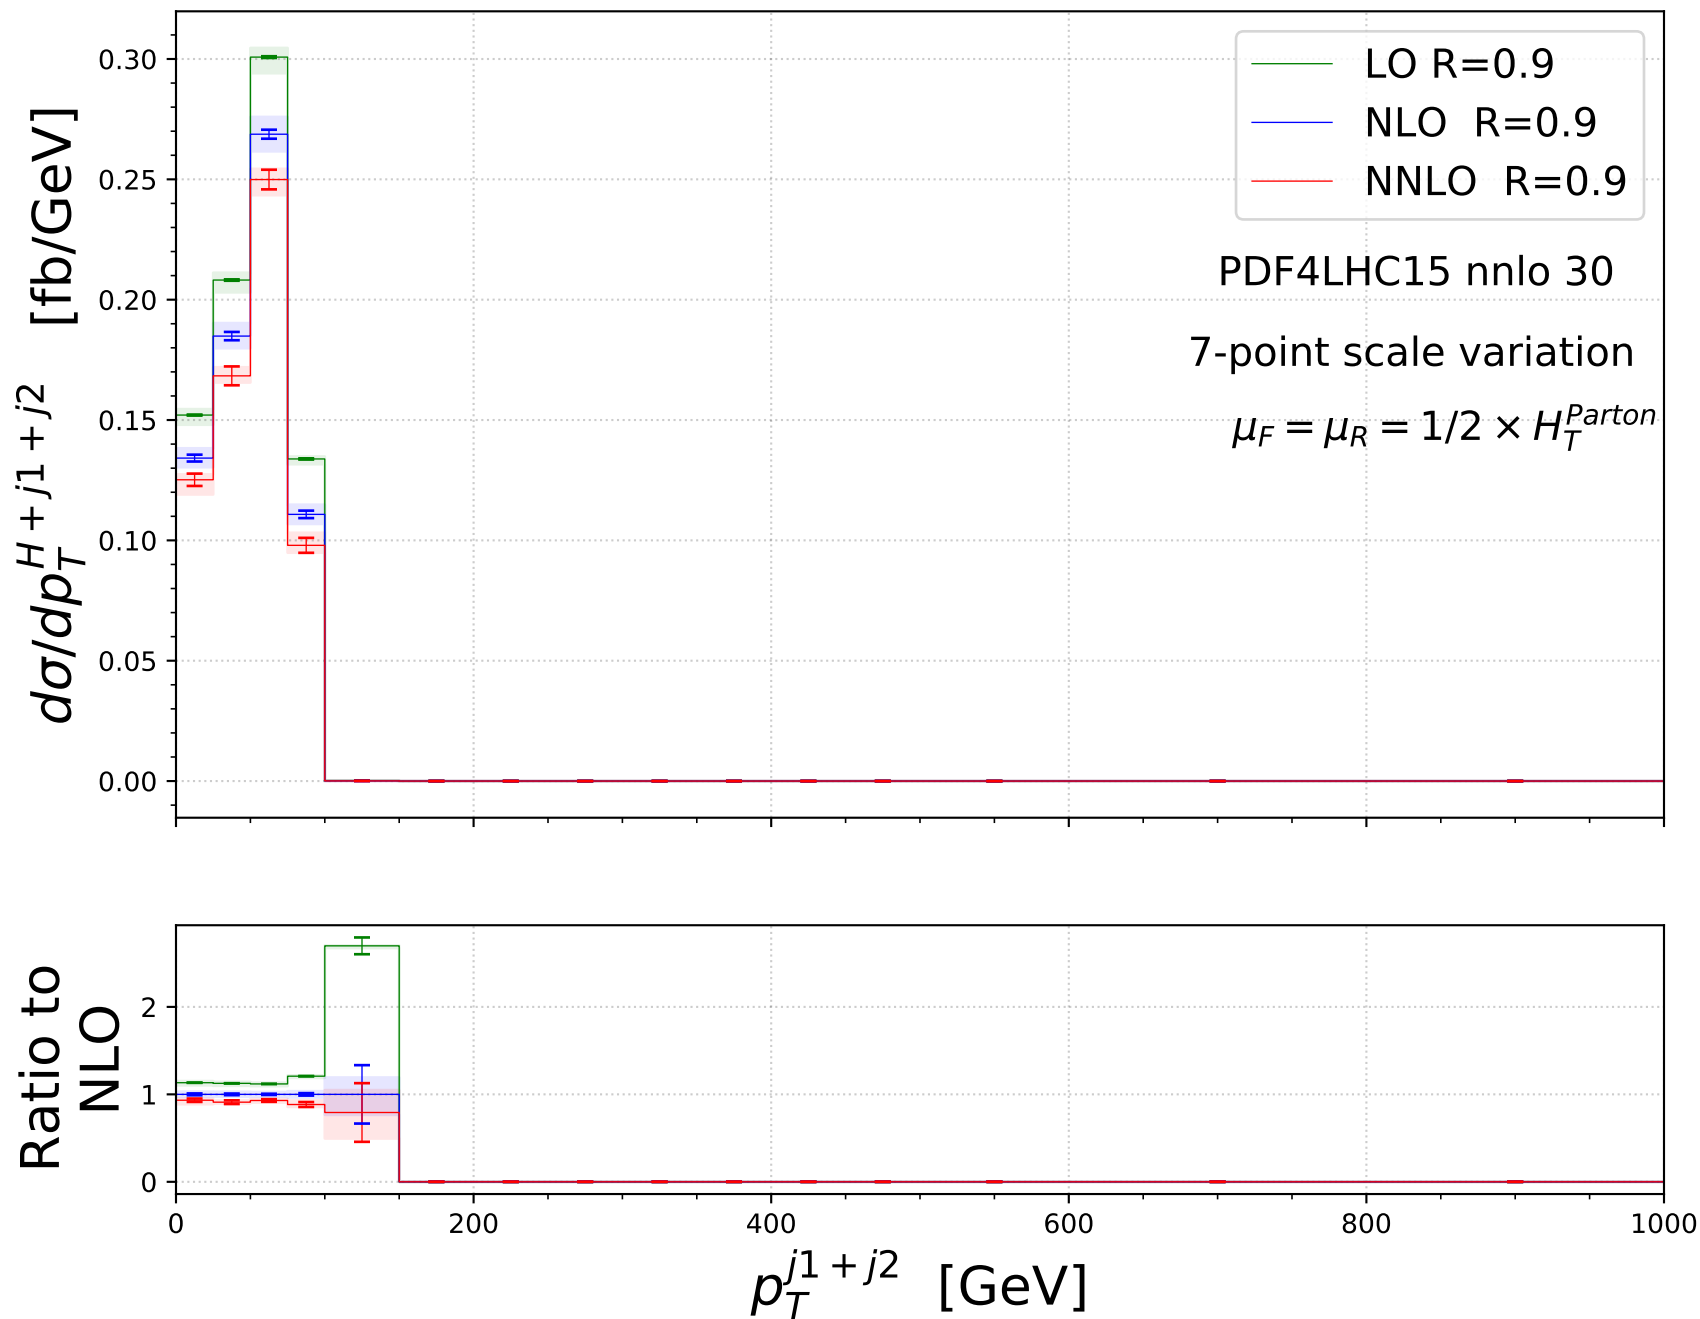 0.30
0.25
0.20
0.15
0.10
0.05
0.00
dσ/dp_T^{H+j1+j2} [fb/GeV]
LO R=0.9
NLO R=0.9
NNLO R=0.9
PDF4LHC15 nnlo 30
7-point scale variation
μ_F = μ_R = 1/2 × H_T^{Parton}
Ratio to
NLO
2
1
0
0 200 400 600 800 1000
p_T^{j1+j2} [GeV]